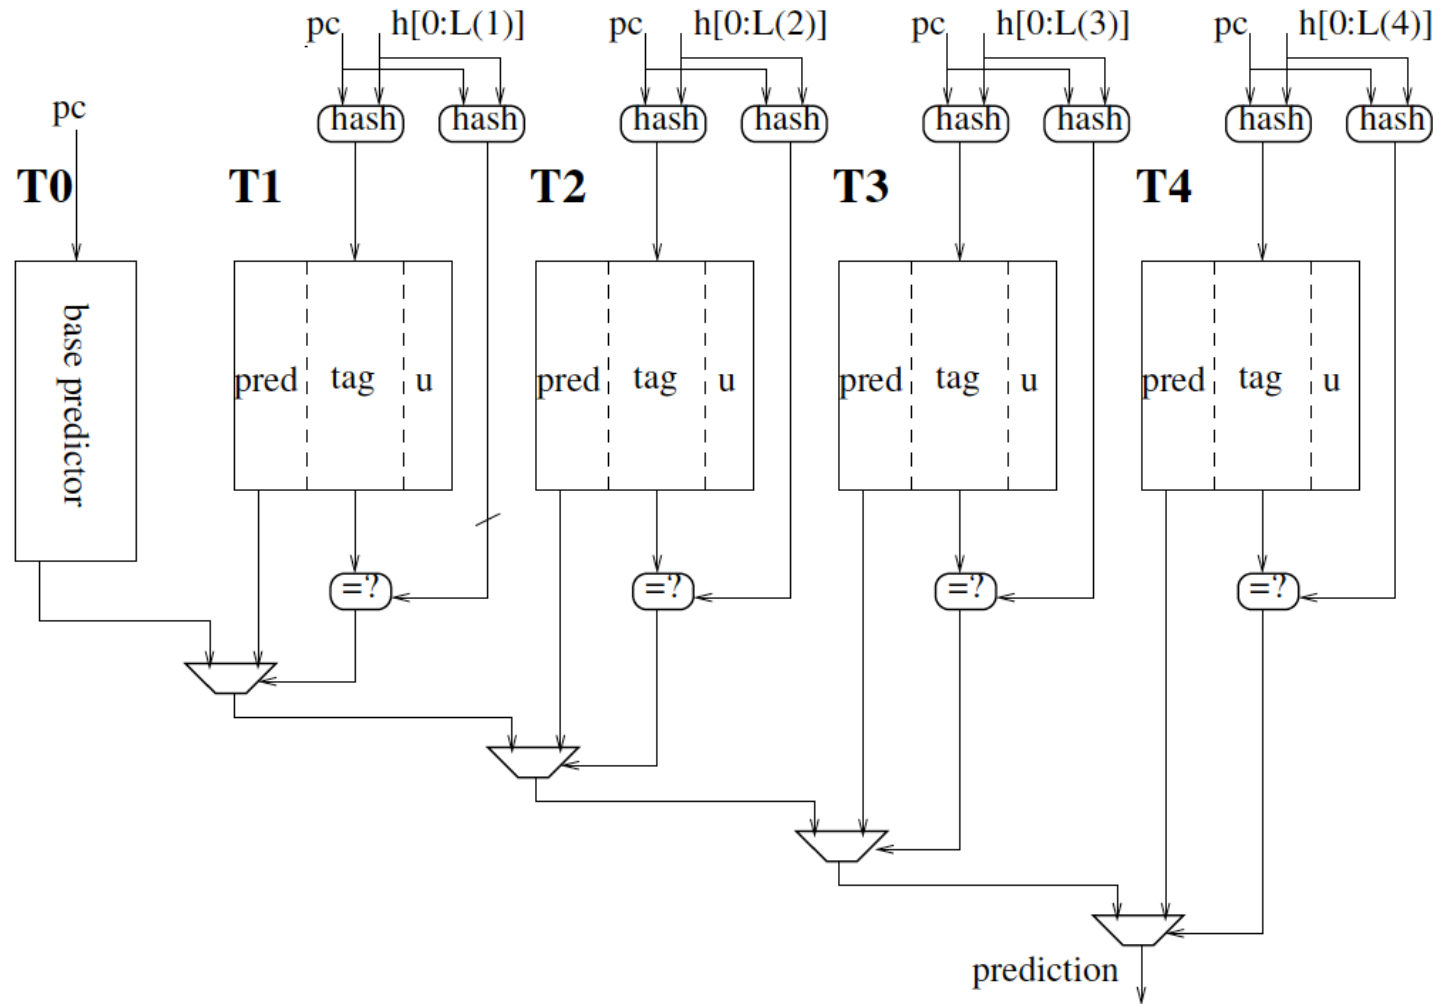 pc h[0:L(1)] pc h[0:L(2)] pc h[0:L(3)] pc h[0:L(4)]
pc
hash hash hash hash hash hash hash hash
T0 T1 T2 T3 T4
base predictor
pred tag u pred tag u pred tag u pred tag u
=? =? =? =?
prediction